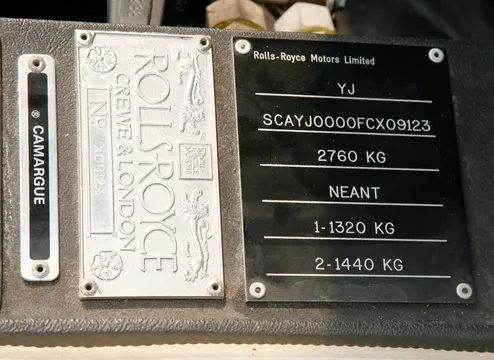 ® CAMARGUE
ROLLS-ROYCE
CREWE & LONDON
Nº
Rolls-Royce Motors Limited
YJ
SCAYJ0000FCX09123
2760 KG
NEANT
1-1320 KG
2-1440 KG